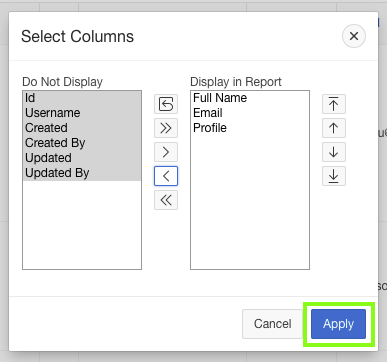 Select Columns
Do Not Display
Id
Username
Created
Created By
Updated
Updated By
Display in Report
Full Name
Email
Profile
Cancel
Apply